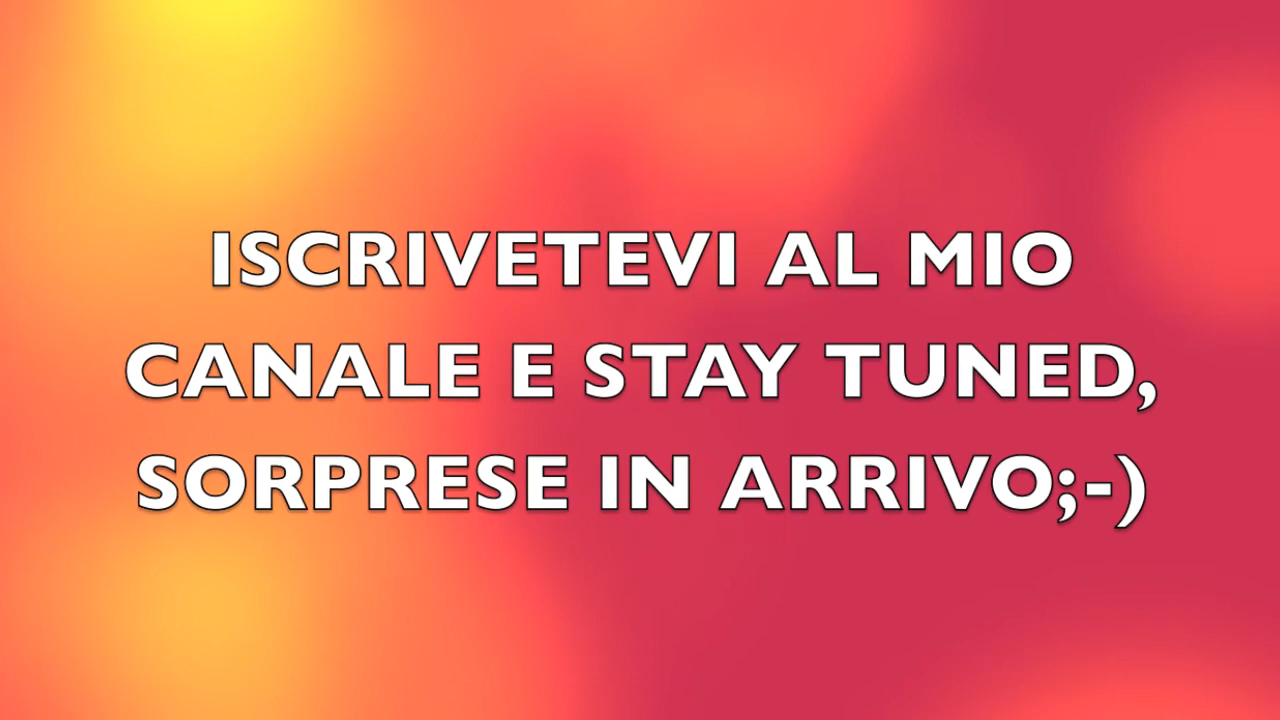 ISCRIVETEVI AL MIO
CANALE E STAY TUNED,
SORPRESE IN ARRIVO;-)